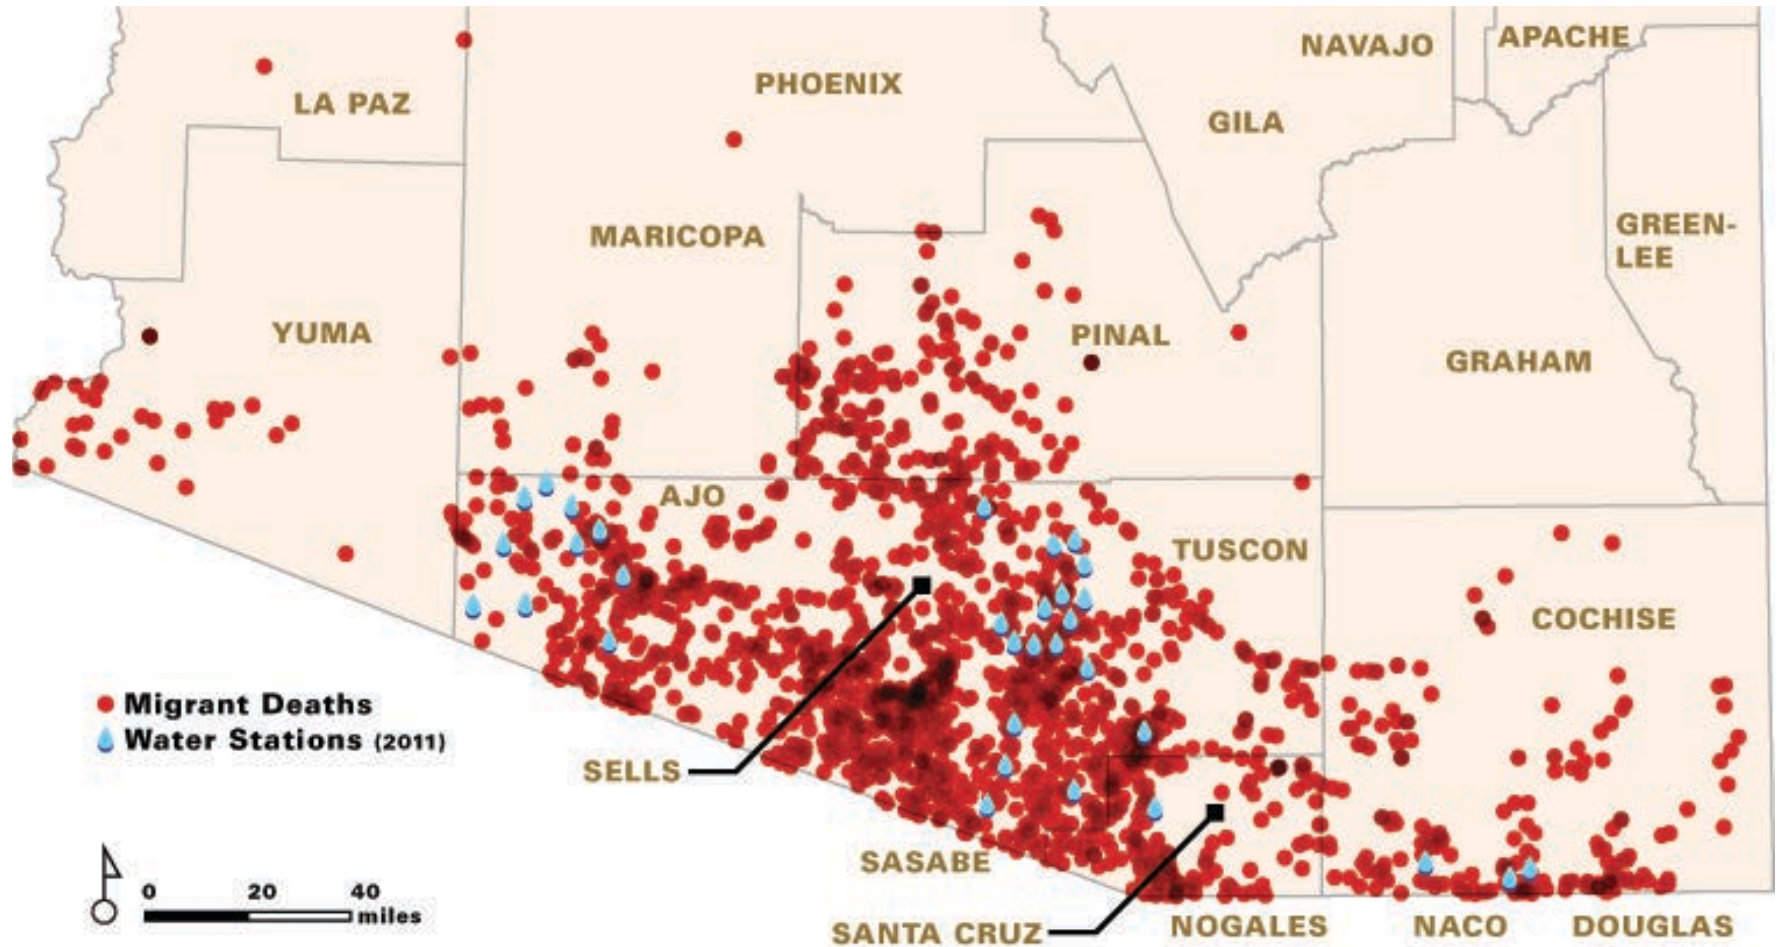 NAVAJO
APACHE
PHOENIX
LA PAZ
GILA
MARICOPA
GREEN-
LEE
YUMA
PINAL
GRAHAM
AJO
TUSCON
COCHISE
Migrant Deaths
Water Stations (2011)
SELLS
SASABE
0 20 40
miles
SANTA CRUZ
NOGALES
NACO
DOUGLAS